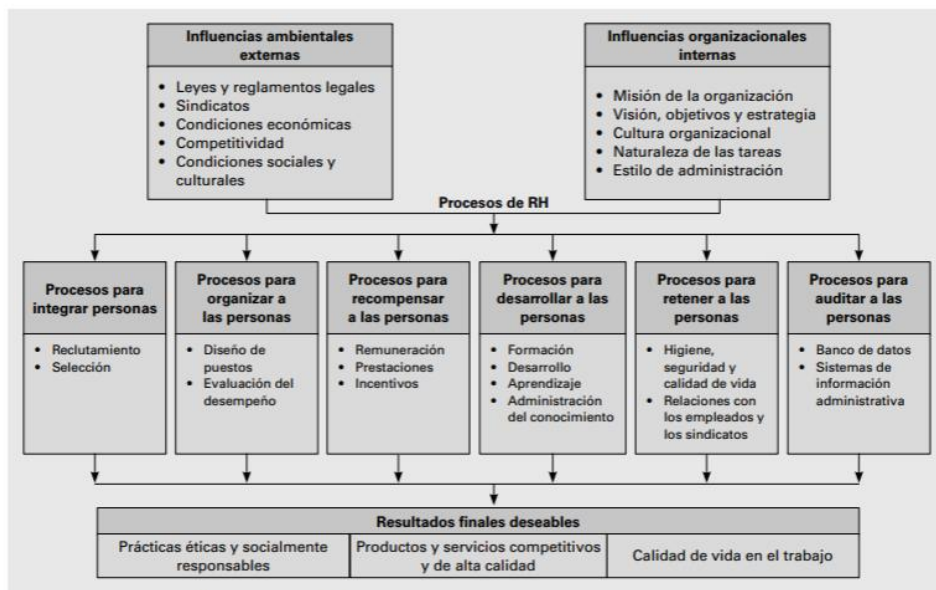 Influencias ambientales
externas
• Leyes y reglamentos legales
• Sindicatos
• Condiciones económicas
• Competitividad
• Condiciones sociales y
culturales
Influencias organizacionales
internas
• Misión de la organización
• Visión, objetivos y estrategia
• Cultura organizacional
• Naturaleza de las tareas
• Estilo de administración
Procesos de RH
Procesos para
integrar personas
• Reclutamiento
• Selección
Procesos para
organizar a
las personas
• Diseño de
puestos
• Evaluación del
desempeño
Procesos para
recompensar
a las personas
• Remuneración
• Prestaciones
• Incentivos
Procesos para
desarrollar a las
personas
• Formación
• Desarrollo
• Aprendizaje
• Administración
del conocimiento
Procesos para
retener a las
personas
• Higiene,
seguridad y
calidad de vida
• Relaciones con
los empleados y
los sindicatos
Procesos para
auditar a las
personas
• Banco de datos
• Sistemas de
información
administrativa
Resultados finales deseables
Prácticas éticas y socialmente
responsables
Productos y servicios competitivos
y de alta calidad
Calidad de vida en el trabajo